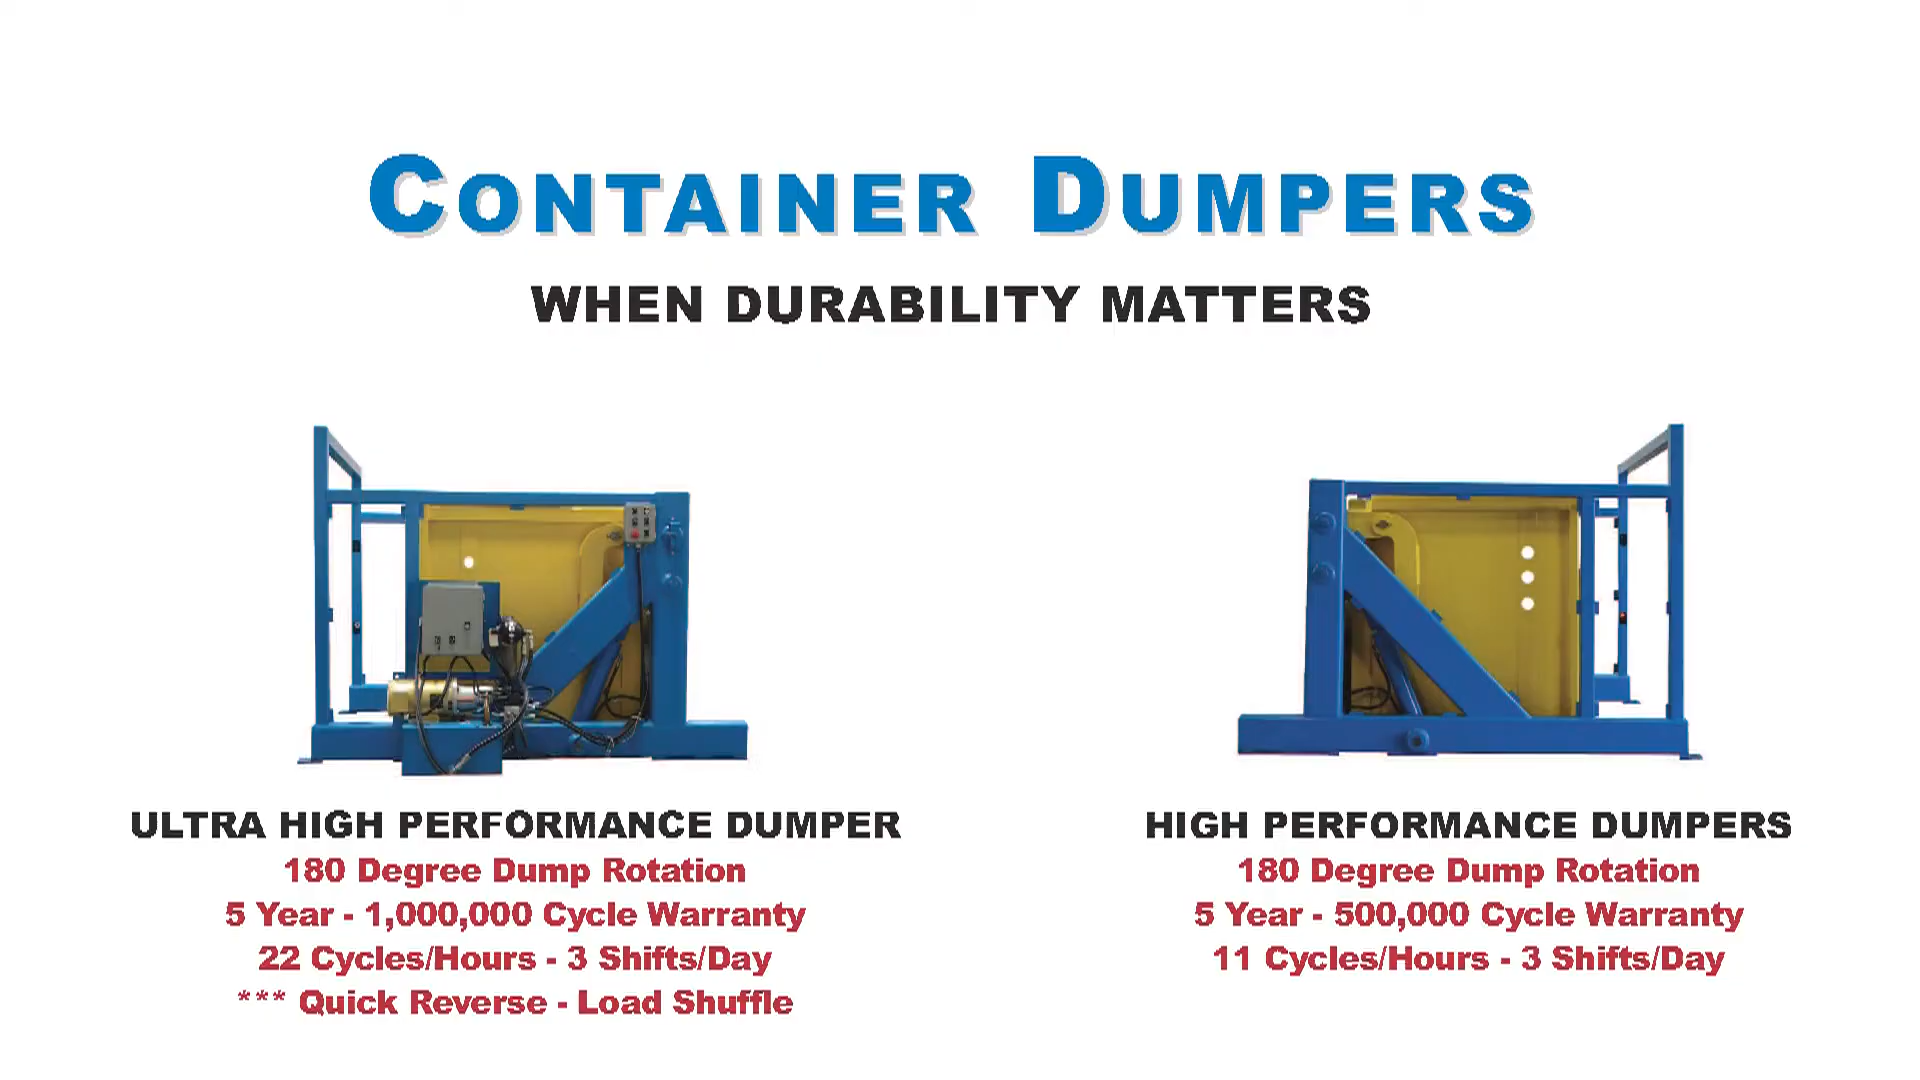 CONTAINER DUMPERS
WHEN DURABILITY MATTERS
ULTRA HIGH PERFORMANCE DUMPER
180 Degree Dump Rotation
5 Year - 1,000,000 Cycle Warranty
22 Cycles/Hours - 3 Shifts/Day
*** Quick Reverse - Load Shuffle
HIGH PERFORMANCE DUMPERS
180 Degree Dump Rotation
5 Year - 500,000 Cycle Warranty
11 Cycles/Hours - 3 Shifts/Day